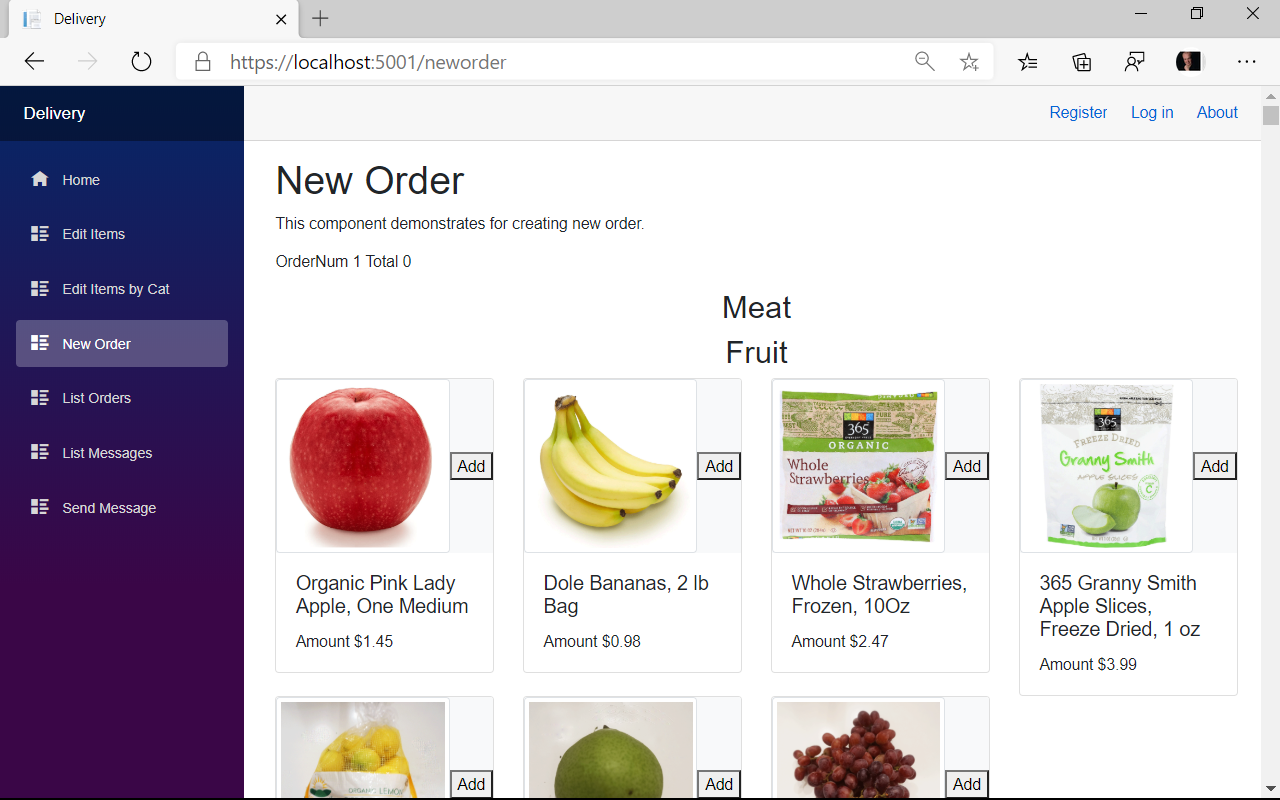 Delivery
https://localhost:5001/neworder
Delivery
Register Log in About
Home
Edit Items
Edit Items by Cat
New Order
List Orders
List Messages
Send Message
New Order
This component demonstrates for creating new order.
OrderNum 1 Total 0
Meat
Fruit
Add
Add
365
ORGANIC
Whole
Strawberries
Add
365
FREEZE DRIED
Granny Smith
APPLE SLICES
Add
Organic Pink Lady
Apple, One Medium
Amount $1.45
Dole Bananas, 2 lb
Bag
Amount $0.98
Whole Strawberries,
Frozen, 10Oz
Amount $2.47
365 Granny Smith
Apple Slices,
Freeze Dried, 1 oz
Amount $3.99
ORGANIC LEMON
Add
Add
Add